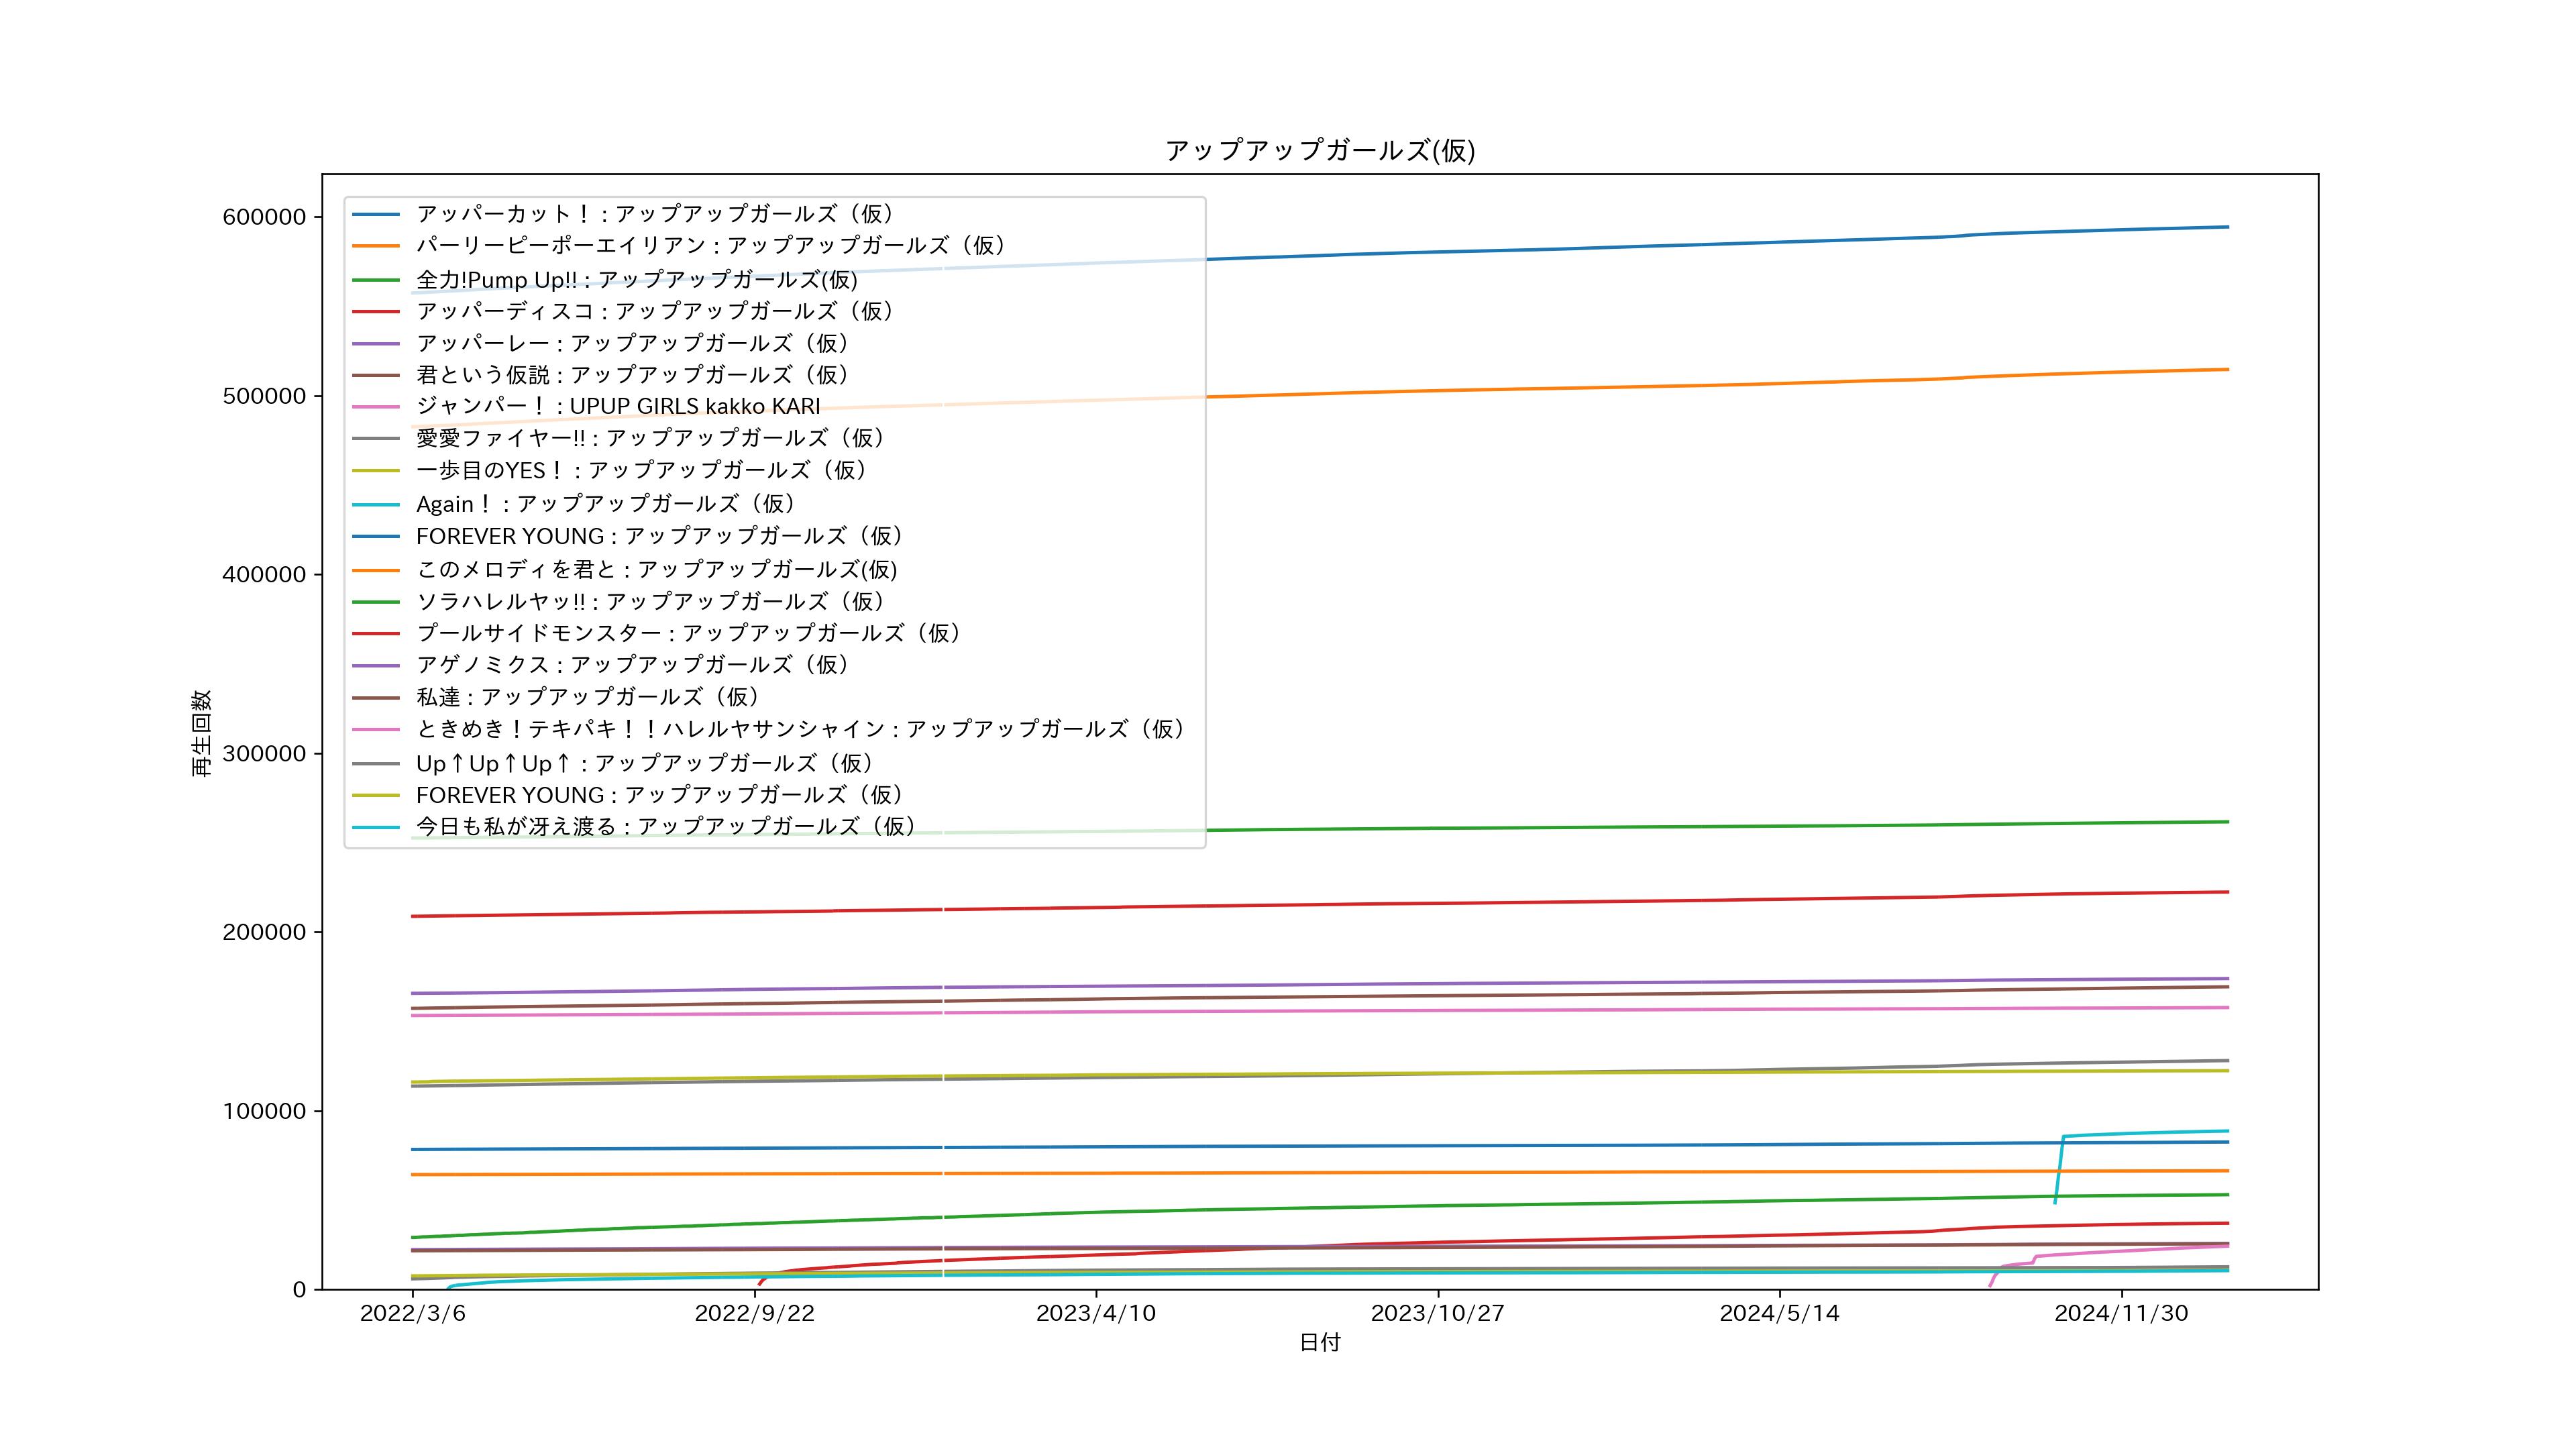 アップアップガールズ(仮)
600000
500000
400000
300000
200000
100000
0
再生回数
アッパーカット！ : アップアップガールズ（仮）
パーリーピーポーエイリアン : アップアップガールズ（仮）
全力!Pump Up!! : アップアップガールズ(仮)
アッパーディスコ : アップアップガールズ（仮）
アッパーレー : アップアップガールズ（仮）
君という仮説 : アップアップガールズ（仮）
ジャンパー！ : UPUP GIRLS kakko KARI
愛愛ファイヤー!! : アップアップガールズ（仮）
一歩目のYES！ : アップアップガールズ（仮）
Again！ : アップアップガールズ（仮）
FOREVER YOUNG : アップアップガールズ（仮）
このメロディを君と : アップアップガールズ(仮)
ソラハレルヤッ!! : アップアップガールズ（仮）
プールサイドモンスター : アップアップガールズ（仮）
アゲノミクス : アップアップガールズ（仮）
私達 : アップアップガールズ（仮）
ときめき！テキパキ！！ハレルヤサンシャイン : アップアップガールズ（仮）
Up↑Up↑Up↑ : アップアップガールズ（仮）
FOREVER YOUNG : アップアップガールズ（仮）
今日も私が冴え渡る : アップアップガールズ（仮）
2022/3/6
2022/9/22
2023/4/10
2023/10/27
2024/5/14
2024/11/30
日付